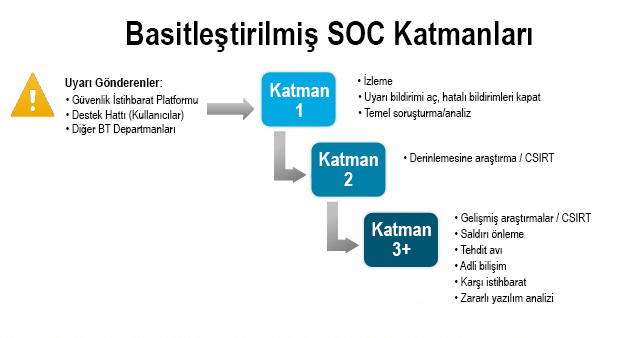 Basitleştirilmiş SOC Katmanları
Uyarı Gönderenler:
• Güvenlik İstihbarat Platformu
• Destek Hattı (Kullanıcılar)
• Diğer BT Departmanları
Katman
1
• İzleme
• Uyarı bildirimi aç, hatalı bildirimleri kapat
• Temel soruşturma/analiz
Katman
2
• Derinlemesine araştırma / CSIRT
Katman
3+
• Gelişmiş araştırmalar / CSIRT
• Saldırı önleme
• Tehdit avı
• Adli bilişim
• Karşı istihbarat
• Zararlı yazılım analizi